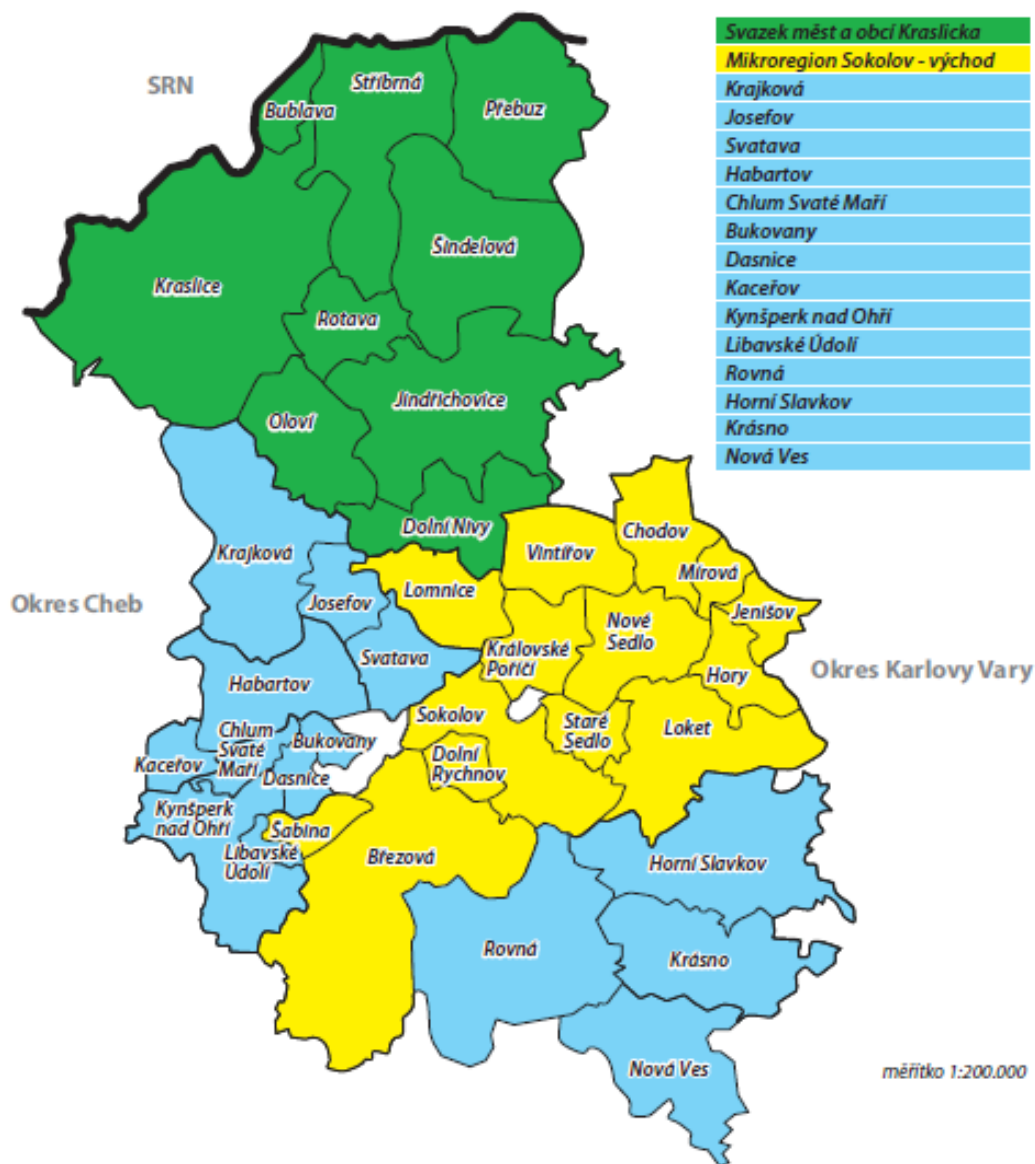 Svazek měst a obcí Kraslicka
Mikroregion Sokolov - východ
Krajková
Josefov
Svatava
Habartov
Chlum Svaté Maří
Bukovany
Dasnice
Kaceřov
Kynšperk nad Ohří
Libavské Údolí
Rovná
Horní Slavkov
Krásno
Nová Ves
SRN
Bublava
Stříbrná
Přebuz
Šindelová
Kraslice
Rotava
Jindřichovice
Oloví
Dolní Nivy
Krajková
Okres Cheb
Josefov
Lomnice
Vintířov
Chodov
Mírová
Jenišov
Svatava
Královské
Poříčí
Nové
Sedlo
Hory
Okres Karlovy Vary
Habartov
Chlum
Svaté
Maří
Bukovany
Sokolov
Staré
Sedlo
Loket
Kaceřov
Dasnice
Dolní
Rychnov
Kynšperk
nad Ohří
Šabina
Libavské
Údolí
Březová
Horní Slavkov
Rovná
Krásno
Nová Ves
měřítko 1:200.000